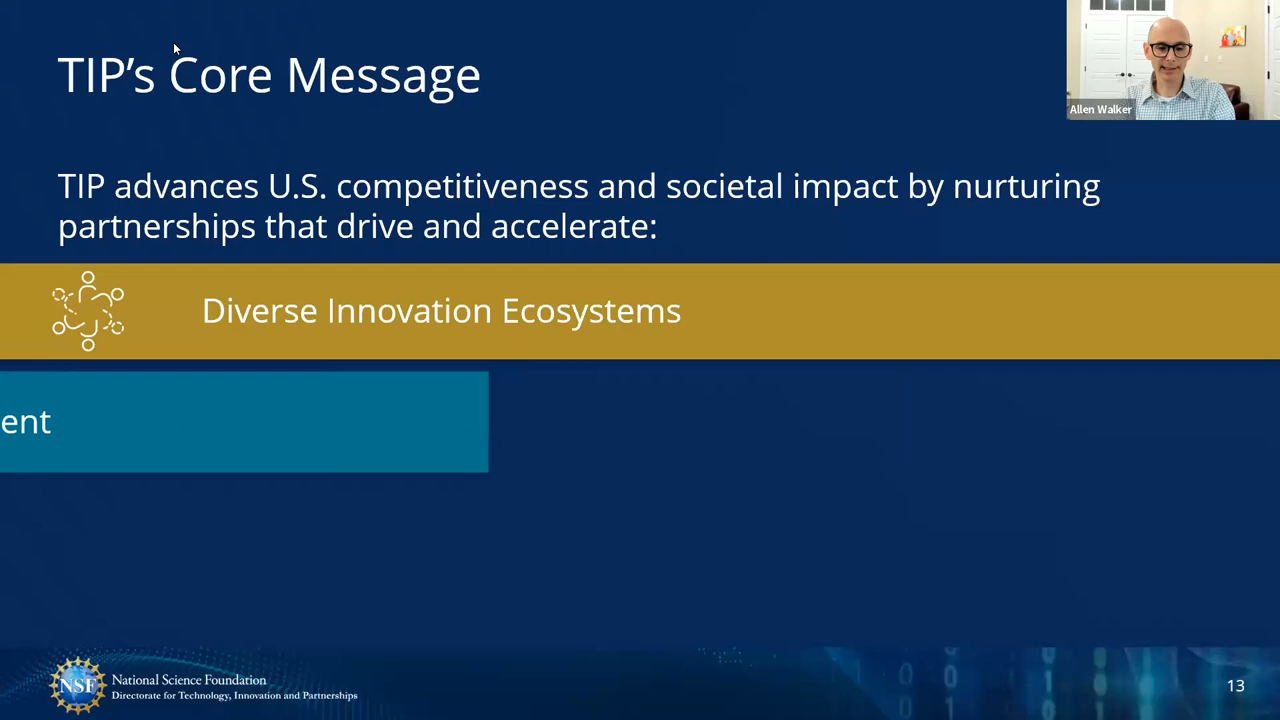 TIP’s Core Message
Allen Walker
TIP advances U.S. competitiveness and societal impact by nurturing
partnerships that drive and accelerate:
Diverse Innovation Ecosystems
ent
NSF
National Science Foundation
Directorate for Technology, Innovation and Partnerships
13